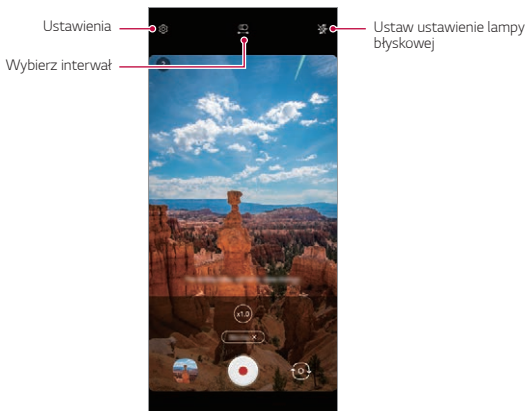 Ustawienia
Wybierz interwał
Ustaw ustawienie lampy
błyskowej
x1.0